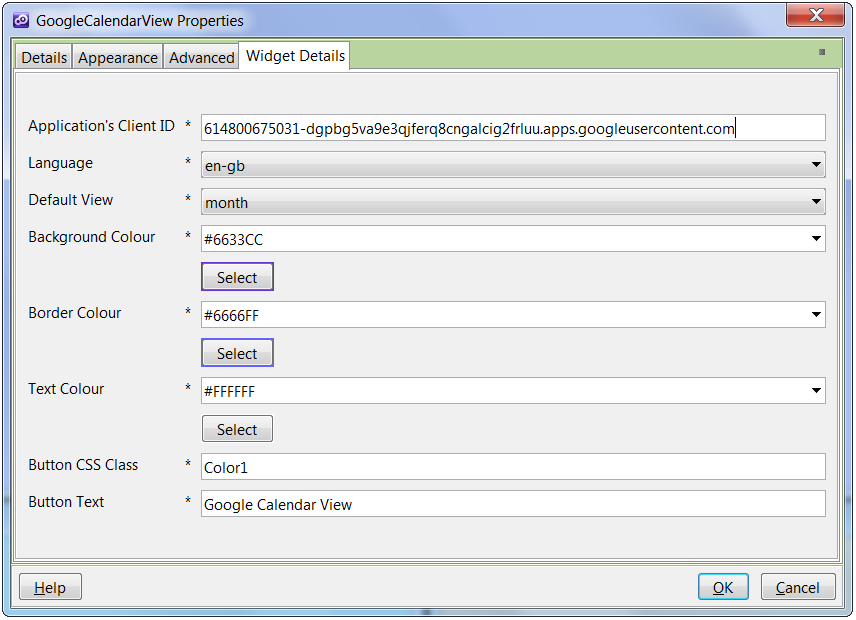 GoogleCalendarView Properties
Details Appearance Advanced Widget Details
Application's Client ID * 614800675031-dgpbg5va9e3qjferq8cngalcig2frluu.apps.googleusercontent.com
Language * en-gb
Default View * month
Background Colour * #6633CC
Select
Border Colour * #6666FF
Select
Text Colour * #FFFFFF
Select
Button CSS Class * Color1
Button Text * Google Calendar View
Help OK Cancel